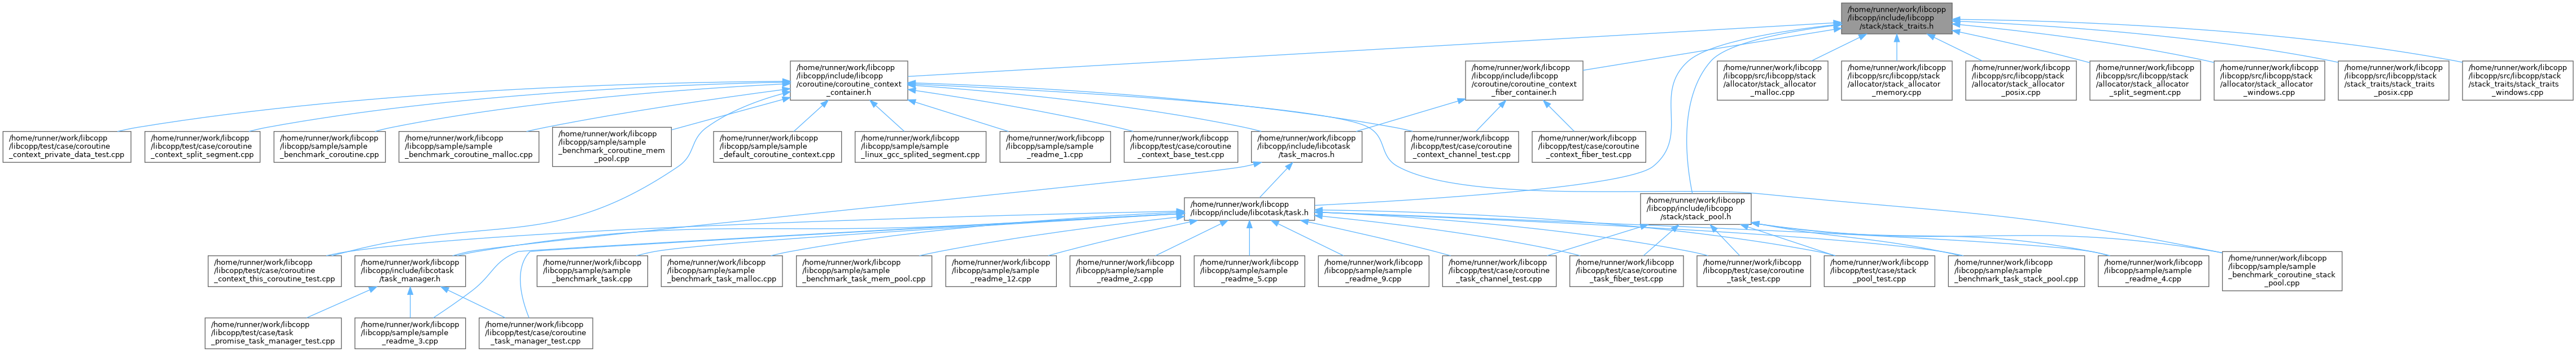 /home/runner/work/libcopp
/libcopp/include/libcopp
/stack/stack_traits.h
/home/runner/work/libcopp
/libcopp/include/libcopp
/coroutine/coroutine_context
_container.h
/home/runner/work/libcopp
/libcopp/include/libcopp
/coroutine/coroutine_context
_fiber_container.h
/home/runner/work/libcopp
/libcopp/src/libcopp/stack
/allocator/stack_allocator
_malloc.cpp
/home/runner/work/libcopp
/libcopp/src/libcopp/stack
/allocator/stack_allocator
_memory.cpp
/home/runner/work/libcopp
/libcopp/src/libcopp/stack
/allocator/stack_allocator
_posix.cpp
/home/runner/work/libcopp
/libcopp/src/libcopp/stack
/allocator/stack_allocator
_split_segment.cpp
/home/runner/work/libcopp
/libcopp/src/libcopp/stack
/allocator/stack_allocator
_windows.cpp
/home/runner/work/libcopp
/libcopp/src/libcopp/stack
/stack_traits/stack_traits
_posix.cpp
/home/runner/work/libcopp
/libcopp/src/libcopp/stack
/stack_traits/stack_traits
_windows.cpp
/home/runner/work/libcopp
/libcopp/test/case/coroutine
_context_private_data_test.cpp
/home/runner/work/libcopp
/libcopp/test/case/coroutine
_context_split_segment.cpp
/home/runner/work/libcopp
/libcopp/sample/sample
_benchmark_coroutine.cpp
/home/runner/work/libcopp
/libcopp/sample/sample
_benchmark_coroutine_malloc.cpp
/home/runner/work/libcopp
/libcopp/sample/sample
_benchmark_coroutine_mem
_pool.cpp
/home/runner/work/libcopp
/libcopp/sample/sample
_default_coroutine_context.cpp
/home/runner/work/libcopp
/libcopp/sample/sample
_linux_gcc_splited_segment.cpp
/home/runner/work/libcopp
/libcopp/sample/sample
_readme_1.cpp
/home/runner/work/libcopp
/libcopp/test/case/coroutine
_context_base_test.cpp
/home/runner/work/libcopp
/libcopp/include/libcotask
/task_macros.h
/home/runner/work/libcopp
/libcopp/test/case/coroutine
_context_channel_test.cpp
/home/runner/work/libcopp
/libcopp/test/case/coroutine
_context_fiber_test.cpp
/home/runner/work/libcopp
/libcopp/include/libcotask/task.h
/home/runner/work/libcopp
/libcopp/include/libcopp
/stack/stack_pool.h
/home/runner/work/libcopp
/libcopp/test/case/coroutine
_context_this_coroutine_test.cpp
/home/runner/work/libcopp
/libcopp/include/libcotask
/task_manager.h
/home/runner/work/libcopp
/libcopp/sample/sample
_benchmark_task.cpp
/home/runner/work/libcopp
/libcopp/sample/sample
_benchmark_task_malloc.cpp
/home/runner/work/libcopp
/libcopp/sample/sample
_benchmark_task_mem_pool.cpp
/home/runner/work/libcopp
/libcopp/sample/sample
_readme_12.cpp
/home/runner/work/libcopp
/libcopp/sample/sample
_readme_2.cpp
/home/runner/work/libcopp
/libcopp/sample/sample
_readme_5.cpp
/home/runner/work/libcopp
/libcopp/sample/sample
_readme_9.cpp
/home/runner/work/libcopp
/libcopp/test/case/coroutine
_task_channel_test.cpp
/home/runner/work/libcopp
/libcopp/test/case/coroutine
_task_fiber_test.cpp
/home/runner/work/libcopp
/libcopp/test/case/coroutine
_task_test.cpp
/home/runner/work/libcopp
/libcopp/test/case/stack
_pool_test.cpp
/home/runner/work/libcopp
/libcopp/sample/sample
_benchmark_task_stack_pool.cpp
/home/runner/work/libcopp
/libcopp/sample/sample
_readme_4.cpp
/home/runner/work/libcopp
/libcopp/sample/sample
_benchmark_coroutine_stack
_pool.cpp
/home/runner/work/libcopp
/libcopp/test/case/task
_promise_task_manager_test.cpp
/home/runner/work/libcopp
/libcopp/sample/sample
_readme_3.cpp
/home/runner/work/libcopp
/libcopp/test/case/coroutine
_task_manager_test.cpp